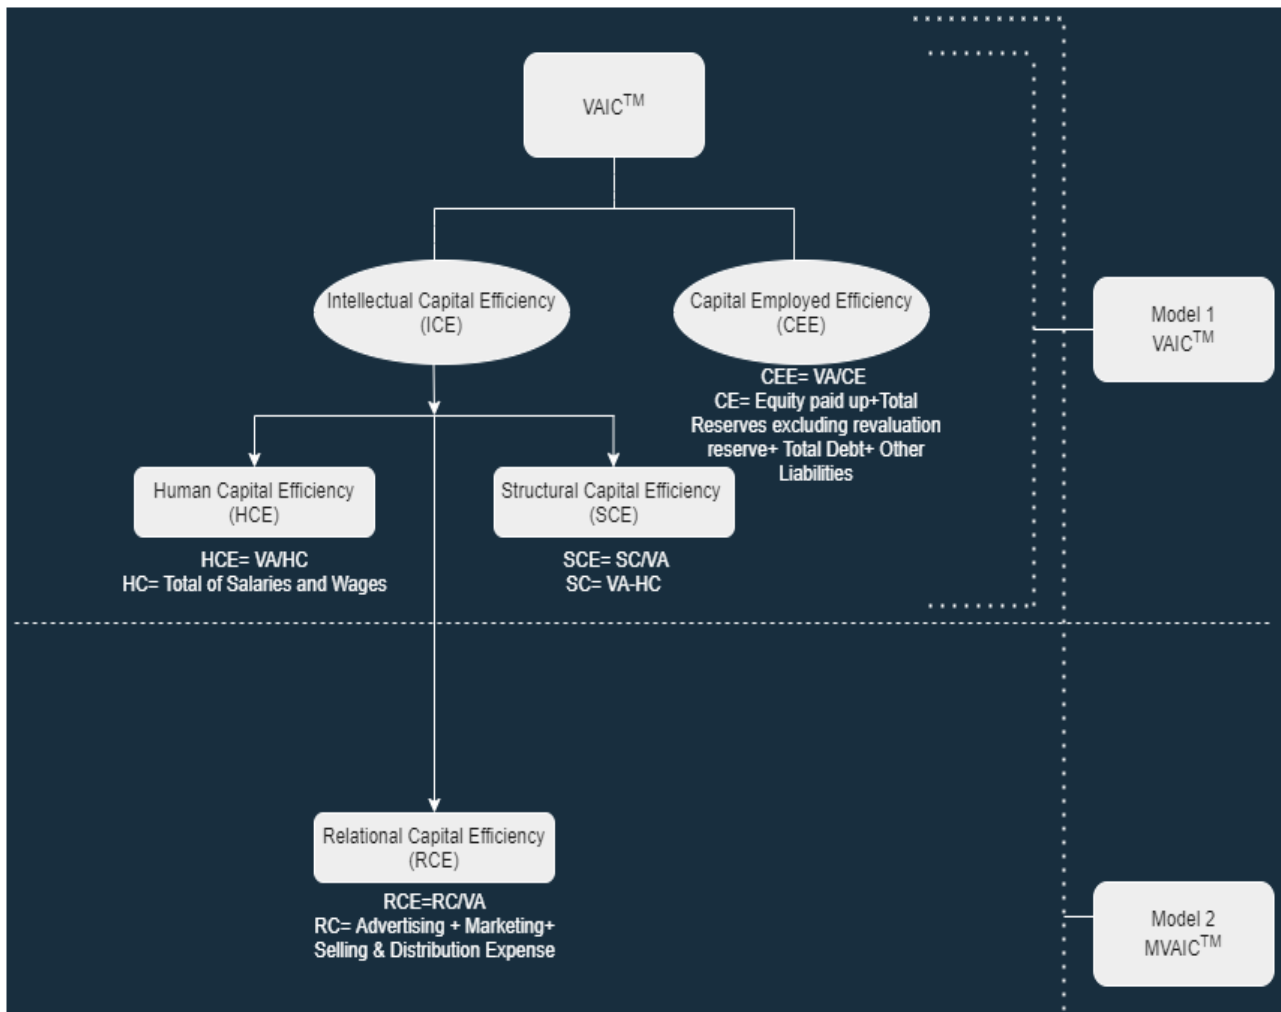 VAIC™
Intellectual Capital Efficiency
(ICE)
Capital Employed Efficiency
(CEE)
CEE= VA/CE
CE= Equity paid up+Total
Reserves excluding revaluation
reserve+ Total Debt+ Other
Liabilities
Model 1
VAIC™
Human Capital Efficiency
(HCE)
HCE= VA/HC
HC= Total of Salaries and Wages
Structural Capital Efficiency
(SCE)
SCE= SC/VA
SC= VA-HC
Relational Capital Efficiency
(RCE)
RCE=RC/VA
RC= Advertising + Marketing+
Selling & Distribution Expense
Model 2
MVAIC™